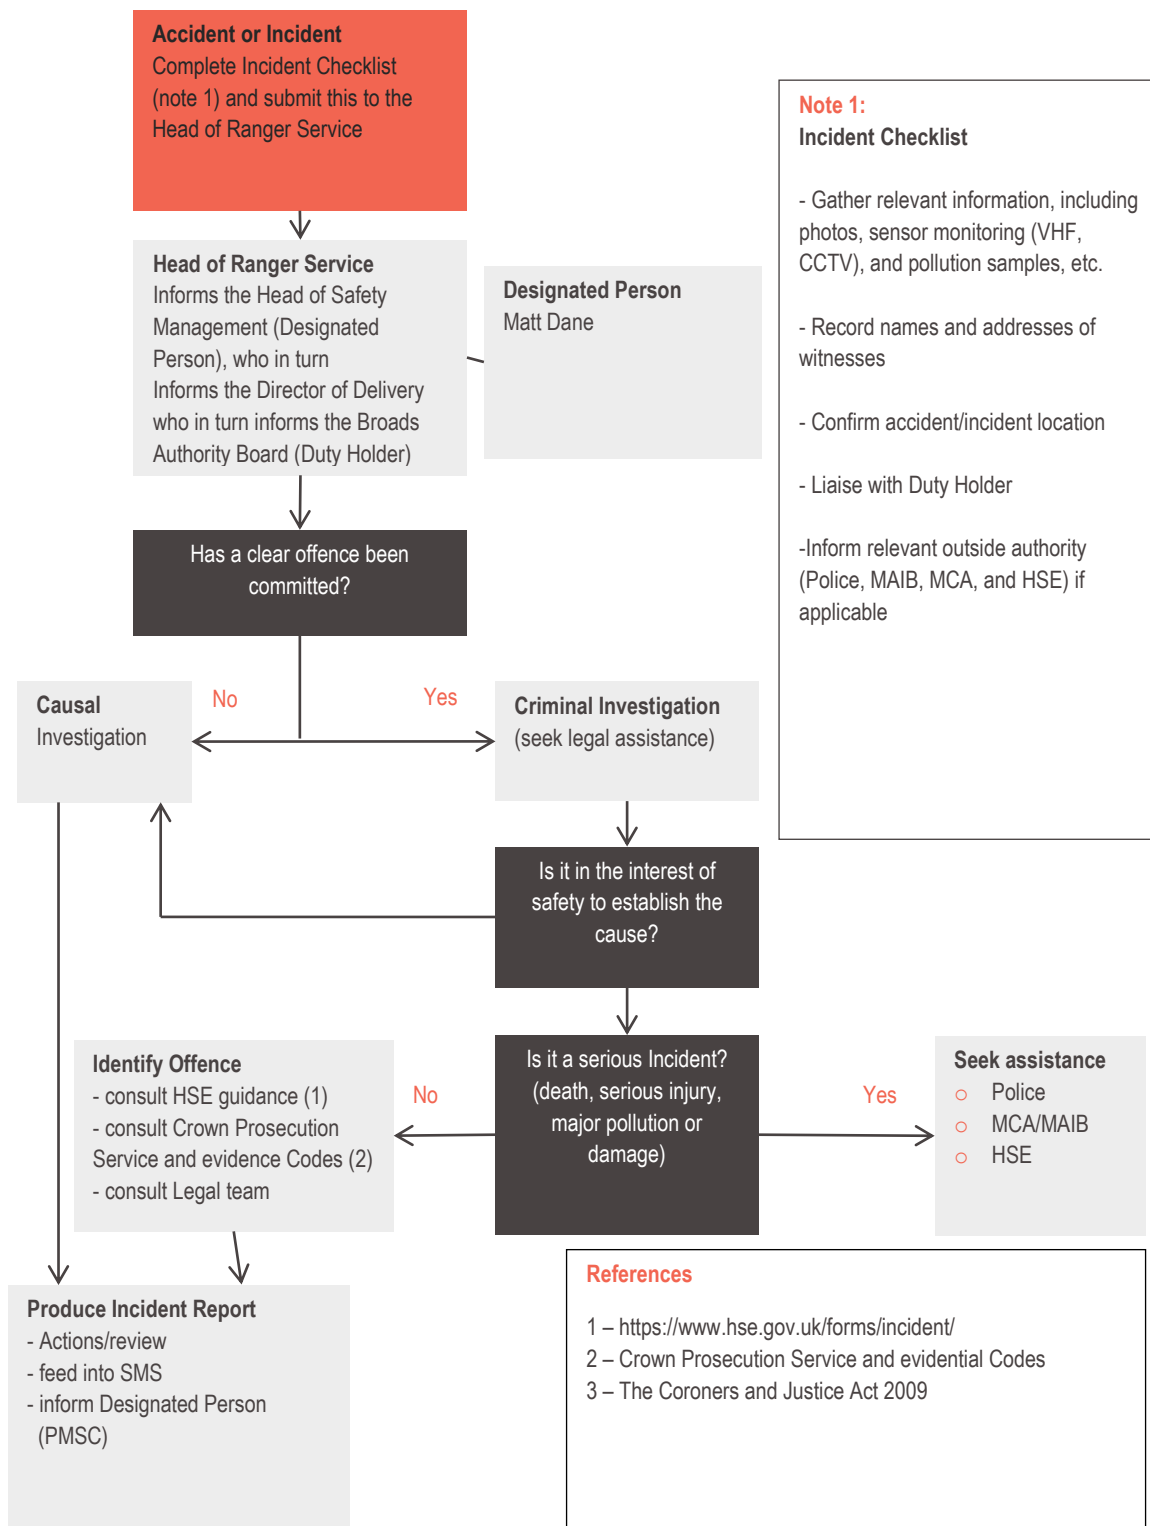 Accident or Incident
Complete Incident Checklist
(note 1) and submit this to the
Head of Ranger Service
Note 1:
Incident Checklist
- Gather relevant information, including
photos, sensor monitoring (VHF,
CCTV), and pollution samples, etc.
- Record names and addresses of
witnesses
- Confirm accident/incident location
- Liaise with Duty Holder
-Inform relevant outside authority
(Police, MAIB, MCA, and HSE) if
applicable
Head of Ranger Service
Informs the Head of Safety
Management (Designated
Person), who in turn
Informs the Director of Delivery
who in turn informs the Broads
Authority Board (Duty Holder)
Designated Person
Matt Dane
Has a clear offence been
committed?
No
Yes
Causal
Investigation
Criminal Investigation
(seek legal assistance)
Is it in the interest of
safety to establish the
cause?
Is it a serious Incident?
(death, serious injury,
major pollution or
damage)
No
Yes
Identify Offence
- consult HSE guidance (1)
- consult Crown Prosecution
Service and evidence Codes (2)
- consult Legal team
Seek assistance
o Police
o MCA/MAIB
o HSE
Produce Incident Report
- Actions/review
- feed into SMS
- inform Designated Person
(PMSC)
References
1 – https://www.hse.gov.uk/forms/incident/
2 – Crown Prosecution Service and evidential Codes
3 – The Coroners and Justice Act 2009